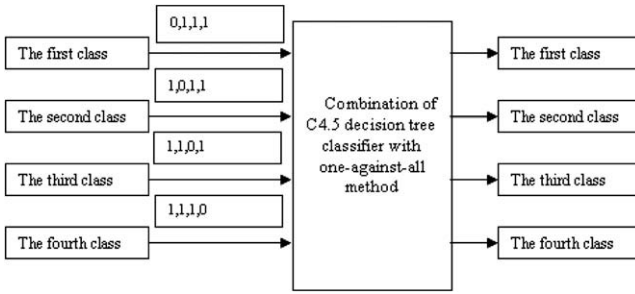 0,1,1,1
The first class
The first class
1,0,1,1
The second class
The second class
1,1,0,1
The third class
The third class
1,1,1,0
The fourth class
The fourth class
Combination of
C4.5 decision tree
classifier with
one-against-all
method